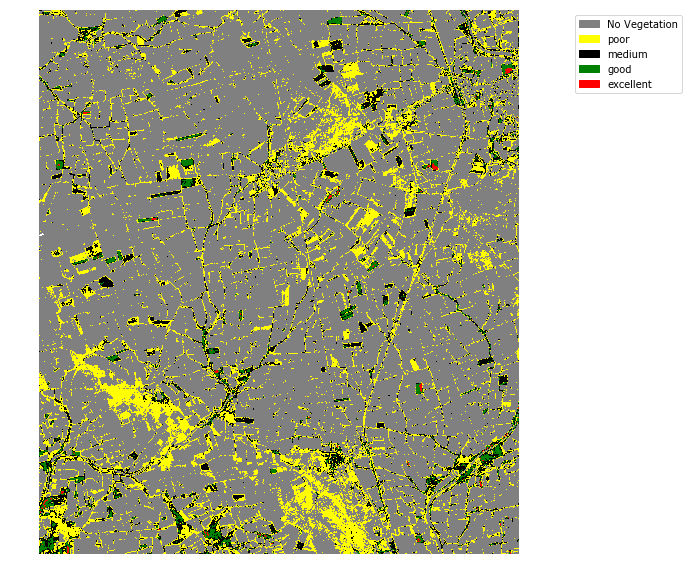 No Vegetation
poor
medium
good
excellent